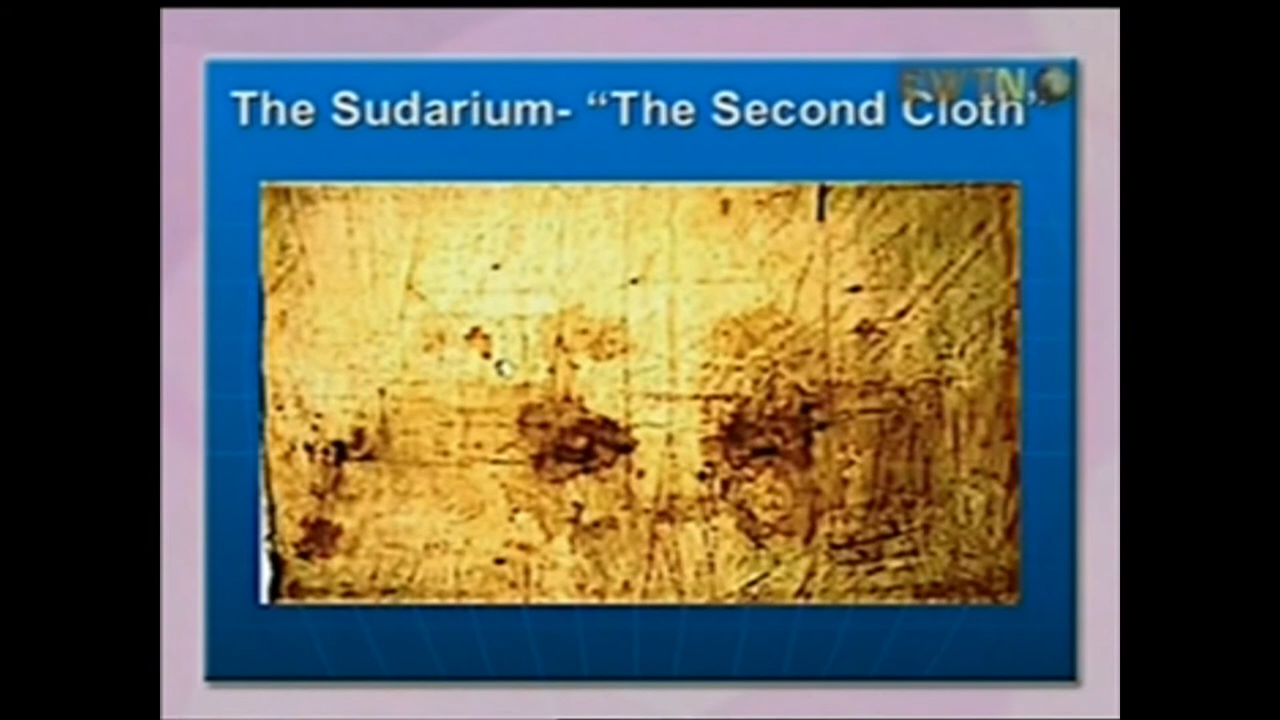 EWTN
The Sudarium- “The Second Cloth”